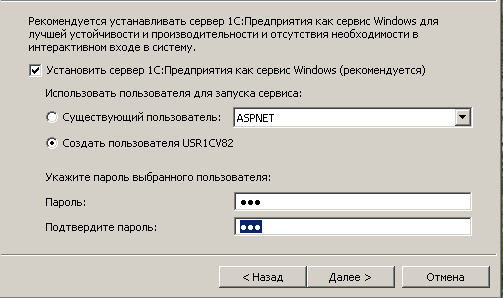 Рекомендуется устанавливать сервер 1С:Предприятия как сервис Windows для
лучшей устойчивости и производительности и отсутствия необходимости в
интерактивном входе в систему.
Установить сервер 1С:Предприятия как сервис Windows (рекомендуется)
Использовать пользователя для запуска сервиса:
Существующий пользователь: ASPNET
Создать пользователя USR1CV82
Укажите пароль выбранного пользователя:
Пароль: ●●●
Подтвердите пароль: ●●●
< Назад Далее > Отмена